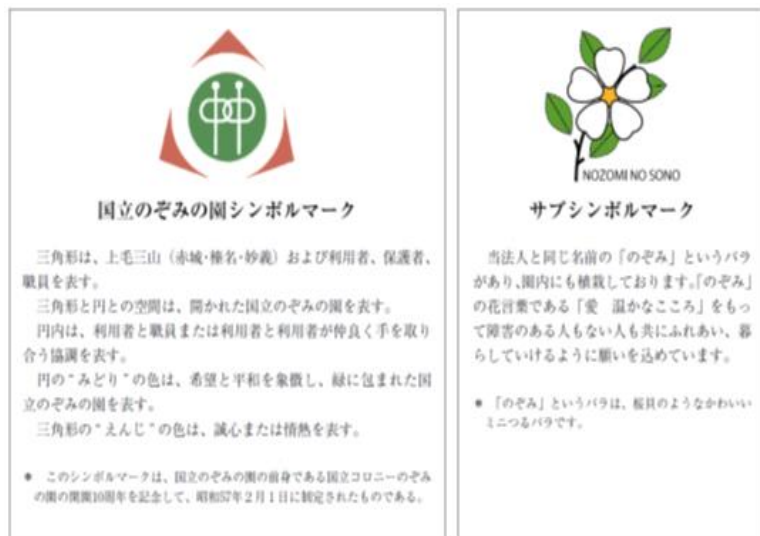 国立のぞみの園シンボルマーク
三角形は、上毛三山（赤城・榛名・妙義）および利用者、保護者、
職員を表す。
三角形と円との空間は、開かれた国立のぞみの園を表す。
円内は、利用者と職員または利用者と利用者が仲良く手を取り
合う協調を表す。
円の“みどり”の色は、希望と平和を象徴し、緑に包まれた国
立のぞみの園を表す。
三角形の“えんじ”の色は、誠心または情熱を表す。
* このシンボルマークは、国立のぞみの園の前身である国立コロニーのぞみ
の園の開園10周年を記念して、昭和57年2月1日に制定されたものである。
NOZOMI NO SONO
サブシンボルマーク
当法人と同じ名前の「のぞみ」というバラ
があり、園内にも植栽しております。「のぞみ」
の花言葉である「愛　温かなこころ」をもっ
て障害のある人もない人も共にふれあい、暮
らしていけるように願いを込めています。
* 「のぞみ」というバラは、桜貝のようなかわいい
ミニつるバラです。